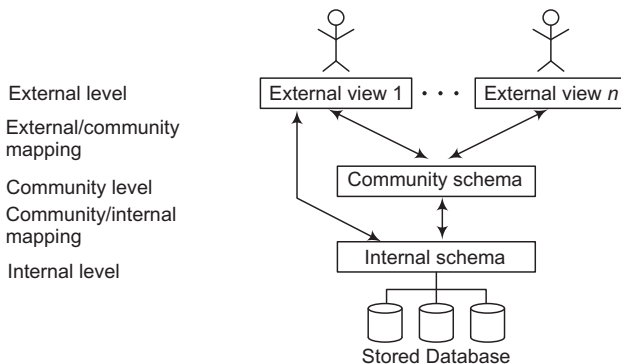 External level
External view 1
· · ·
External view n
External/community
mapping
Community level
Community schema
Community/internal
mapping
Internal level
Internal schema
Stored Database